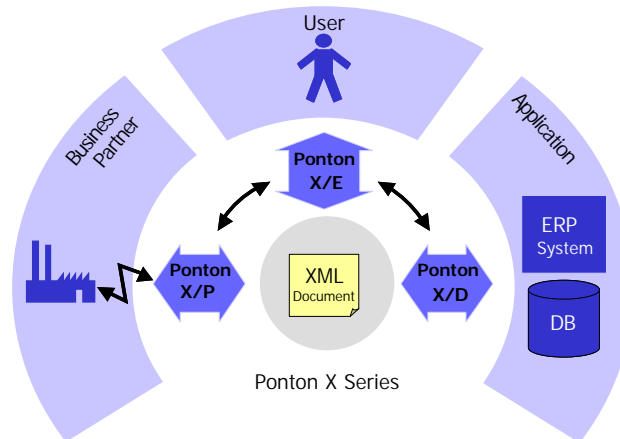 User
Business
Partner
Application
Ponton
X/E
Ponton
X/P
XML
Document
Ponton
X/D
ERP
System
DB
Ponton X Series